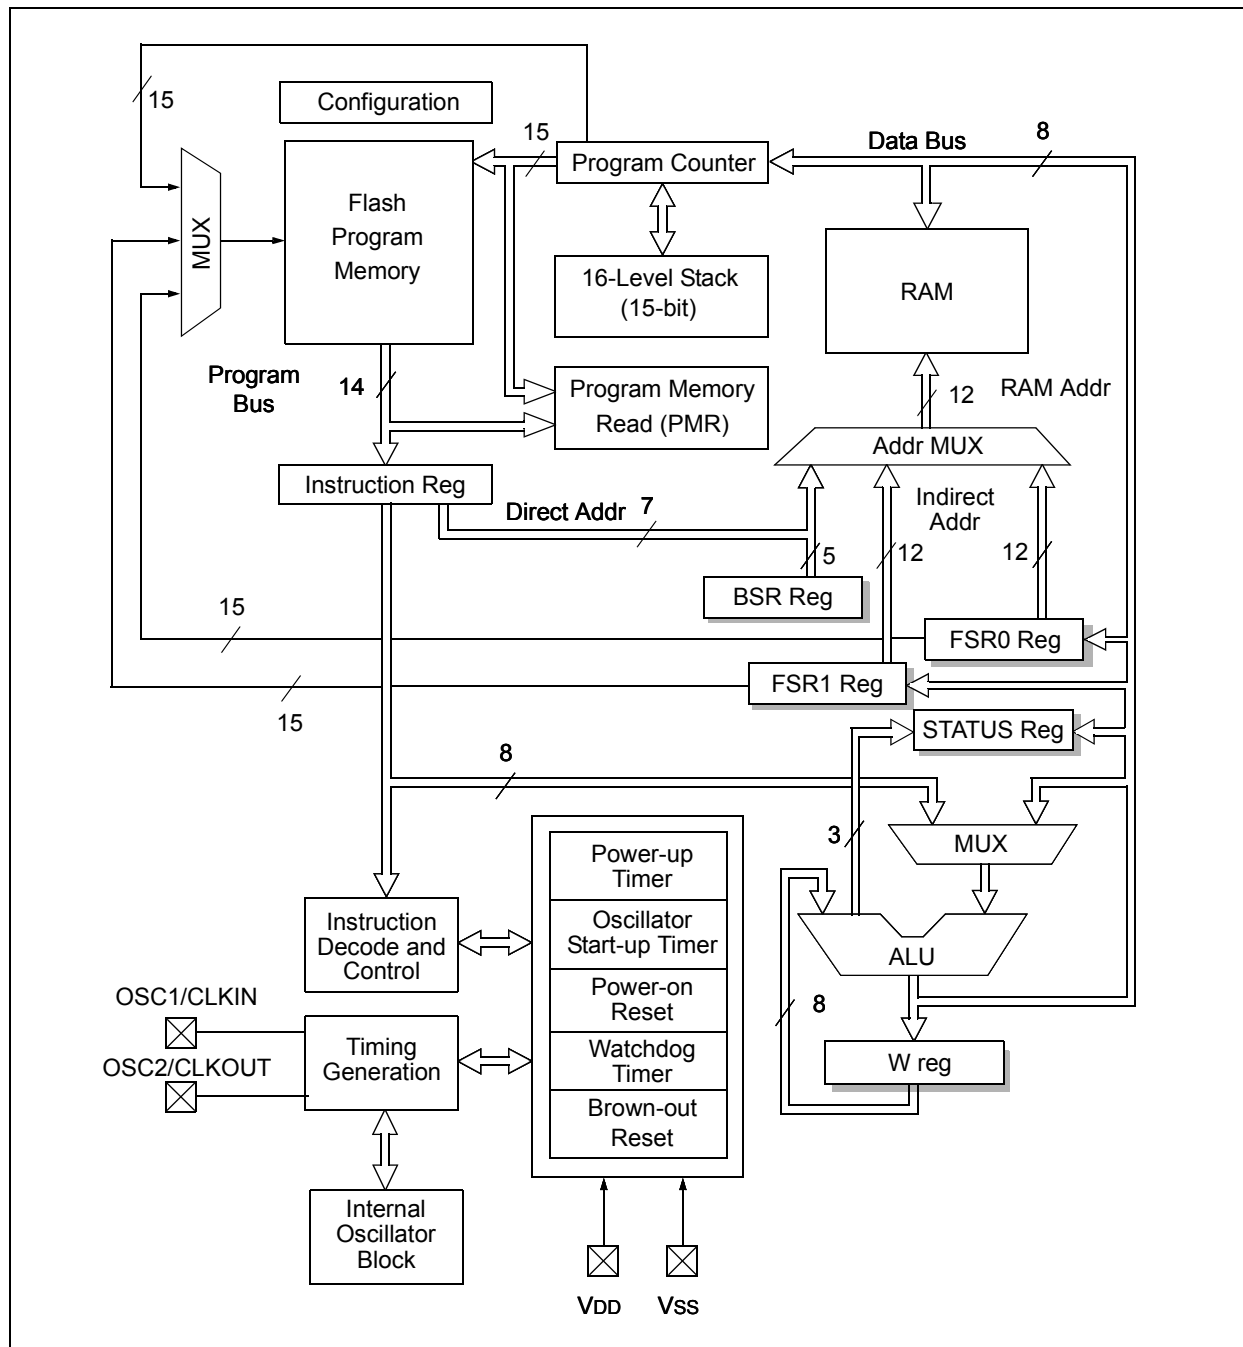 15
Configuration
15
Program Counter
Data Bus
8
MUX
Flash
Program
Memory
16-Level Stack
(15-bit)
RAM
Program
Bus
14
Program Memory
Read (PMR)
12
RAM Addr
Addr MUX
Instruction Reg
Direct Addr
7
Indirect
Addr
5
12
12
BSR Reg
15
FSR0 Reg
FSR1 Reg
15
STATUS Reg
8
3
MUX
Power-up
Timer
Instruction
Decode and
Control
Oscillator
Start-up Timer
ALU
OSC1/CLKIN
Power-on
Reset
8
OSC2/CLKOUT
Timing
Generation
Watchdog
Timer
W reg
Brown-out
Reset
Internal
Oscillator
Block
VDD
VSS